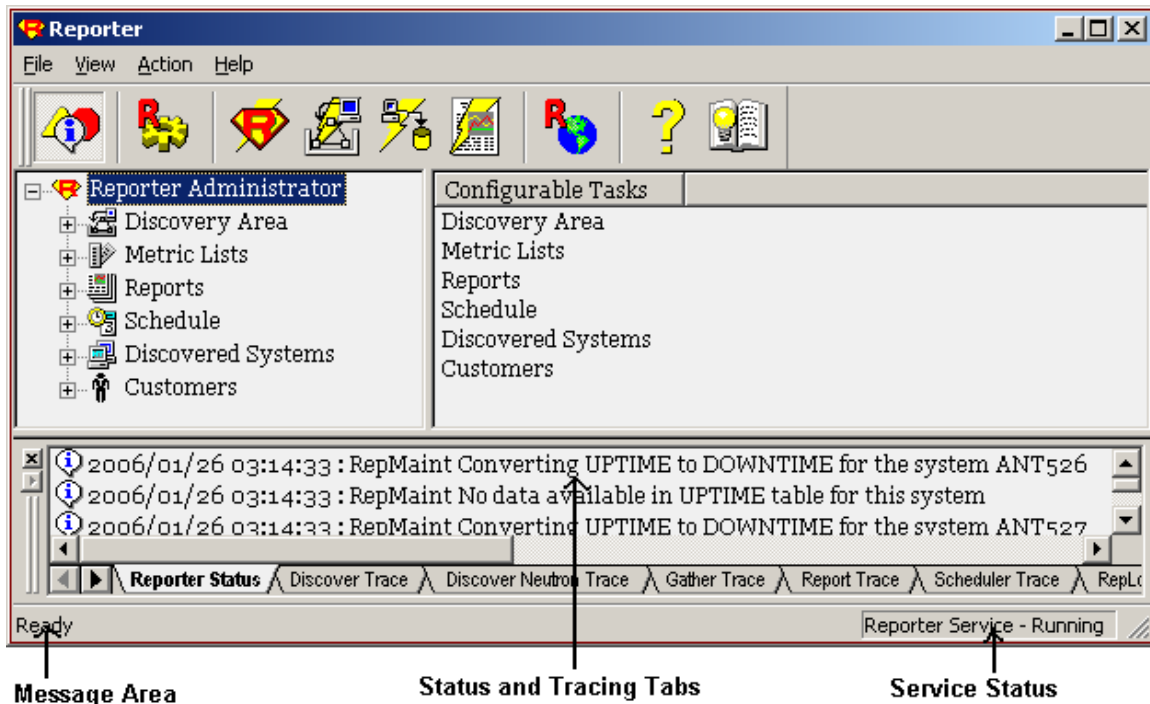 Reporter
File View Action Help
Reporter Administrator
Discovery Area
Metric Lists
Reports
Schedule
Discovered Systems
Customers
Configurable Tasks
Discovery Area
Metric Lists
Reports
Schedule
Discovered Systems
Customers
2006/01/26 03:14:33 : RepMaint Converting UPTIME to DOWNTIME for the system ANT526
2006/01/26 03:14:33 : RepMaint No data available in UPTIME table for this system
2006/01/26 03:14:33 : RepMaint Converting UPTIME to DOWNTIME for the system ANT527
Reporter Status Discover Trace Discover Neutron Trace Gather Trace Report Trace Scheduler Trace
Ready Reporter Service - Running
Message Area Status and Tracing Tabs Service Status